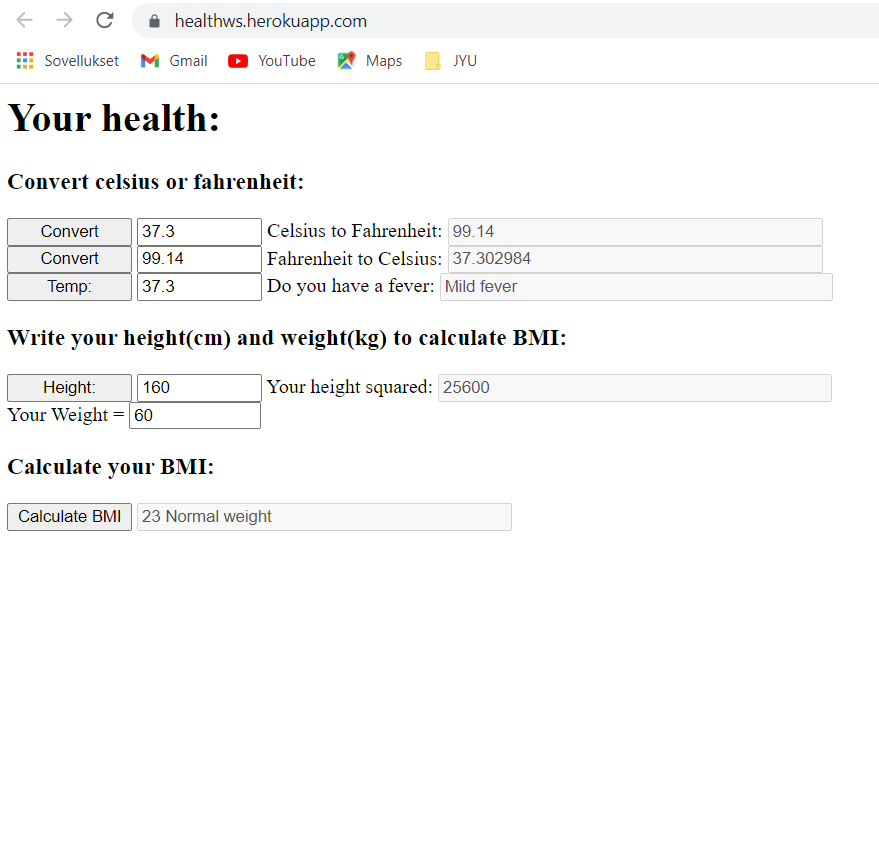 healthws.herokuapp.com
Sovellukset Gmail YouTube Maps JYU
Your health:
Convert celsius or fahrenheit:
Convert 37.3 Celsius to Fahrenheit: 99.14
Convert 99.14 Fahrenheit to Celsius: 37.302984
Temp: 37.3 Do you have a fever: Mild fever
Write your height(cm) and weight(kg) to calculate BMI:
Height: 160 Your height squared: 25600
Your Weight = 60
Calculate your BMI:
Calculate BMI 23 Normal weight